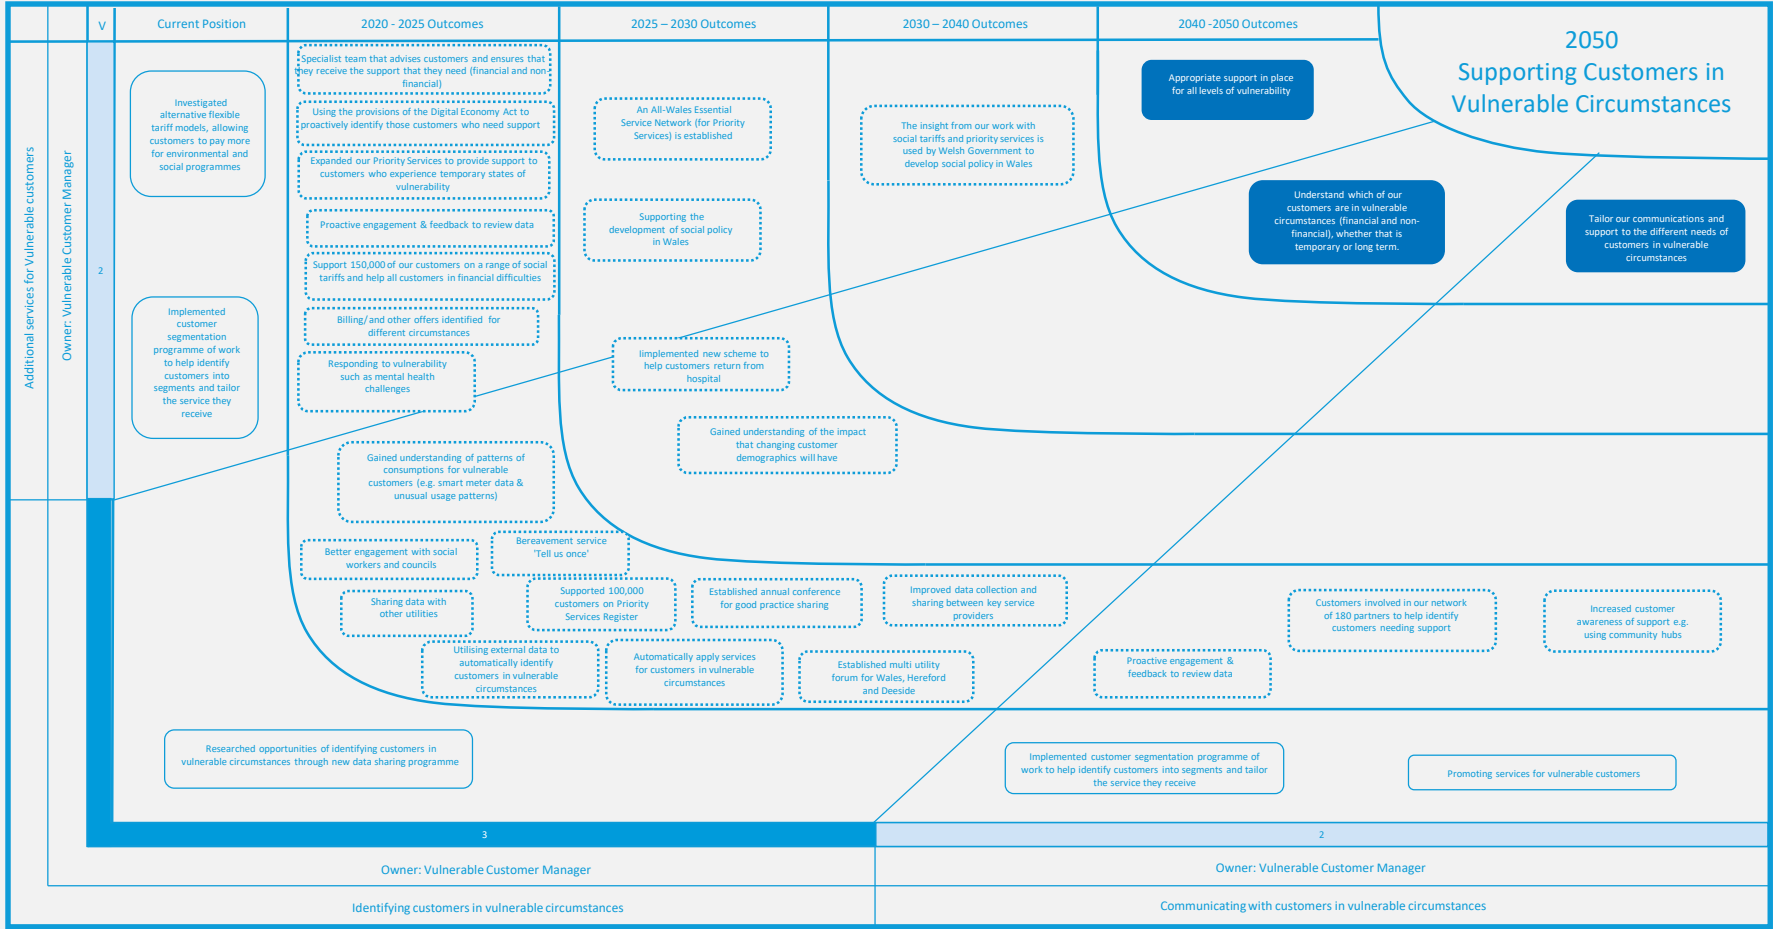 V
Current Position
2020 - 2025 Outcomes
2025 – 2030 Outcomes
2030 – 2040 Outcomes
2040 -2050 Outcomes
2050
Supporting Customers in
Vulnerable Circumstances
Additional services for Vulnerable customers
Owner: Vulnerable Customer Manager
2
Investigated
alternative flexible
tariff models, allowing
customers to pay more
for environmental and
social programmes
Implemented
customer
segmentation
programme of work
to help identify
customers into
segments and tailor
the service they
receive
Specialist team that advises customers and ensures that
they receive the support that they need (financial and non-
financial)
Using the provisions of the Digital Economy Act to
proactively identify those customers who need support
Expanded our Priority Services to provide support to
customers who experience temporary states of
vulnerability
Proactive engagement & feedback to review data
Support 150,000 of our customers on a range of social
tariffs and help all customers in financial difficulties
Billing/and other offers identified for
different circumstances
Responding to vulnerability
such as mental health
challenges
An All-Wales Essential
Service Network (for Priority
Services) is established
Supporting the
development of social policy
in Wales
Iimplemented new scheme to
help customers return from
hospital
Gained understanding of the impact
that changing customer
demographics will have
The insight from our work with
social tariffs and priority services is
used by Welsh Government to
develop social policy in Wales
Appropriate support in place
for all levels of vulnerability
Understand which of our
customers are in vulnerable
circumstances (financial and non-
financial), whether that is
temporary or long term.
Tailor our communications and
support to the different needs of
customers in vulnerable
circumstances
Gained understanding of patterns of
consumptions for vulnerable
customers (e.g. smart meter data &
unusual usage patterns)
Better engagement with social
workers and councils
Bereavement service
'Tell us once'
Sharing data with
other utilities
Supported 100,000
customers on Priority
Services Register
Established annual conference
for good practice sharing
Improved data collection and
sharing between key service
providers
Customers involved in our network
of 180 partners to help identify
customers needing support
Increased customer
awareness of support e.g.
using community hubs
Utilising external data to
automatically identify
customers in vulnerable
circumstances
Automatically apply services
for customers in vulnerable
circumstances
Established multi utility
forum for Wales, Hereford
and Deeside
Proactive engagement &
feedback to review data
Researched opportunities of identifying customers in
vulnerable circumstances through new data sharing programme
Implemented customer segmentation programme of
work to help identify customers into segments and tailor
the service they receive
Promoting services for vulnerable customers
3
2
Owner: Vulnerable Customer Manager
Owner: Vulnerable Customer Manager
Identifying customers in vulnerable circumstances
Communicating with customers in vulnerable circumstances